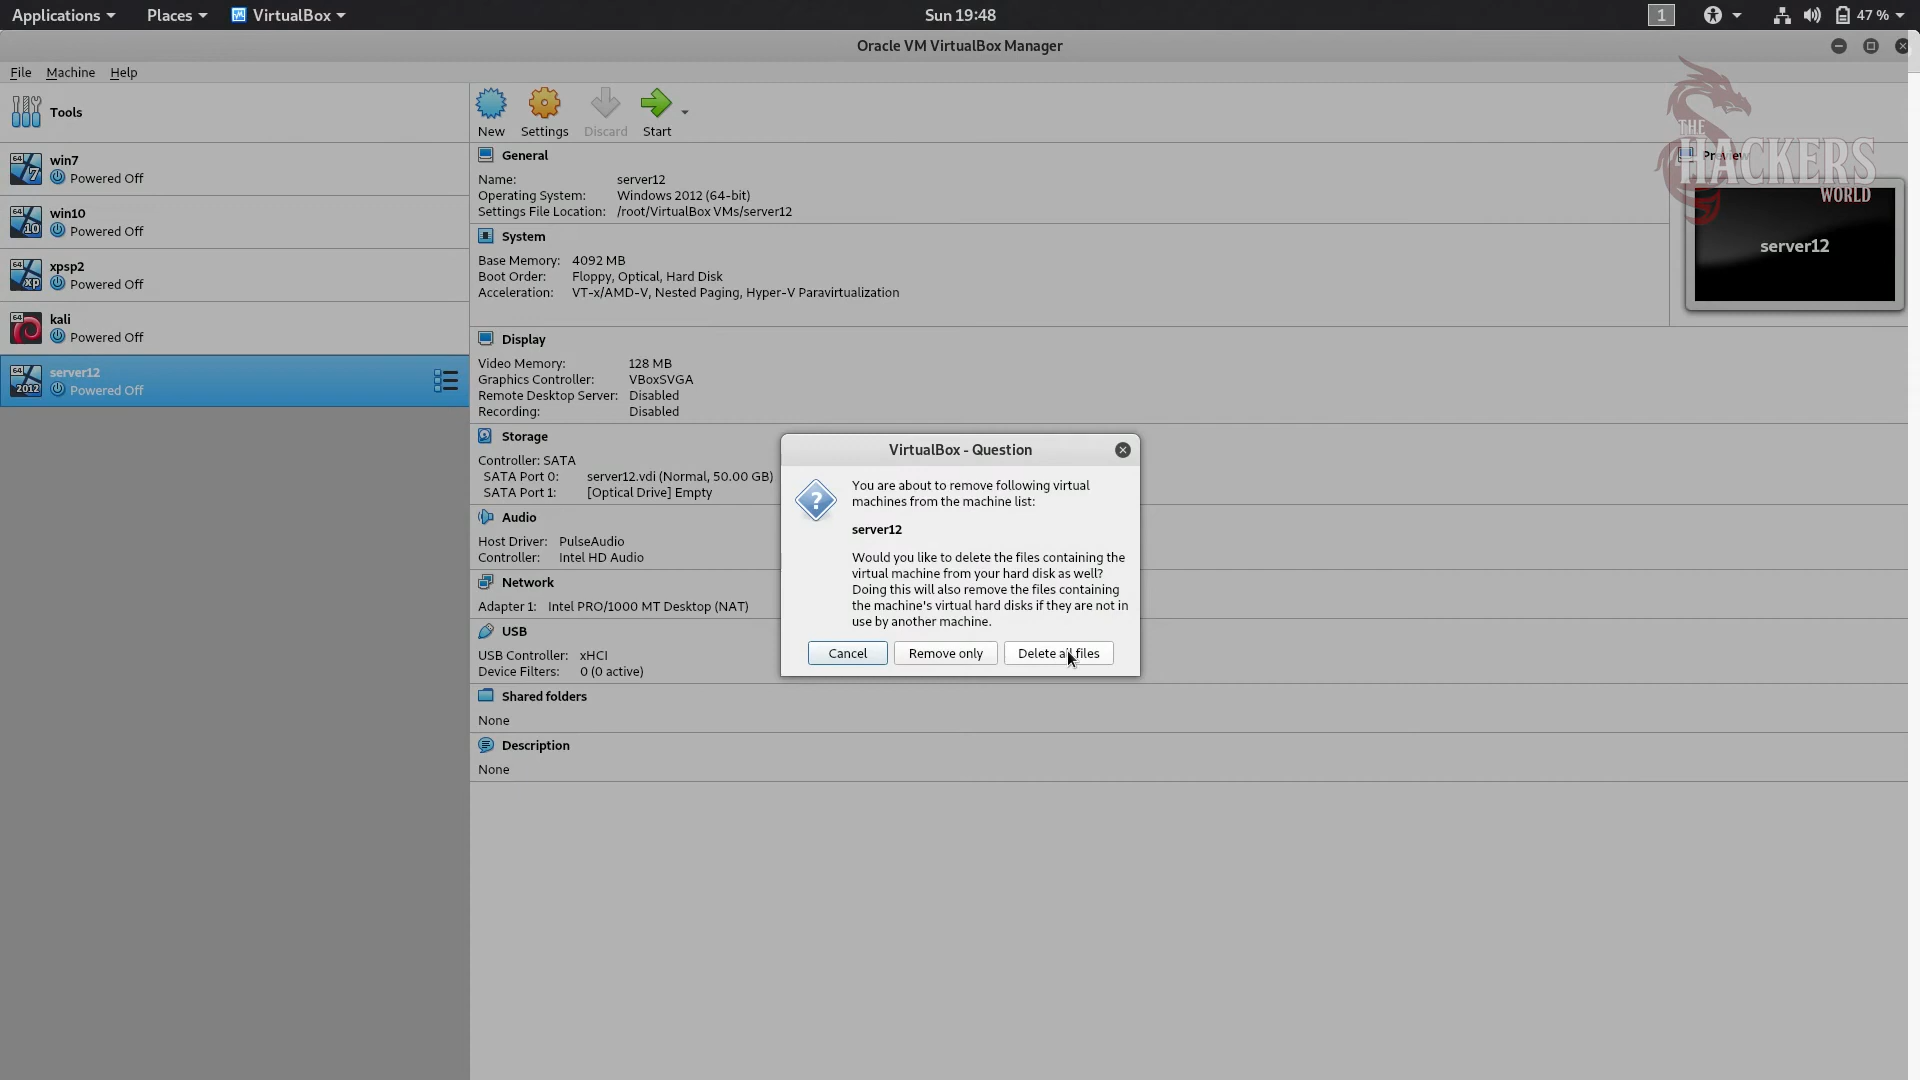 Applications Places VirtualBox Sun 19:48 1 47 %
Oracle VM VirtualBox Manager
File Machine Help
Tools
New Settings Discard Start
64 7 win7
Powered Off
64 10 win10
Powered Off
64 xp xpsp2
Powered Off
64 kali
Powered Off
64 2012 server12
Powered Off
General
Name: server12
Operating System: Windows 2012 (64-bit)
Settings File Location: /root/VirtualBox VMs/server12
Preview
THE
HACKERS
WORLD
server12
System
Base Memory: 4092 MB
Boot Order: Floppy, Optical, Hard Disk
Acceleration: VT-x/AMD-V, Nested Paging, Hyper-V Paravirtualization
Display
Video Memory: 128 MB
Graphics Controller: VBoxSVGA
Remote Desktop Server: Disabled
Recording: Disabled
Storage
Controller: SATA
SATA Port 0: server12.vdi (Normal, 50.00 GB)
SATA Port 1: [Optical Drive] Empty
Audio
Host Driver: PulseAudio
Controller: Intel HD Audio
Network
Adapter 1: Intel PRO/1000 MT Desktop (NAT)
USB
USB Controller: xHCI
Device Filters: 0 (0 active)
Shared folders
None
Description
None
VirtualBox - Question
?
You are about to remove following virtual
machines from the machine list:
server12
Would you like to delete the files containing the
virtual machine from your hard disk as well?
Doing this will also remove the files containing
the machine's virtual hard disks if they are not in
use by another machine.
Cancel Remove only Delete all files